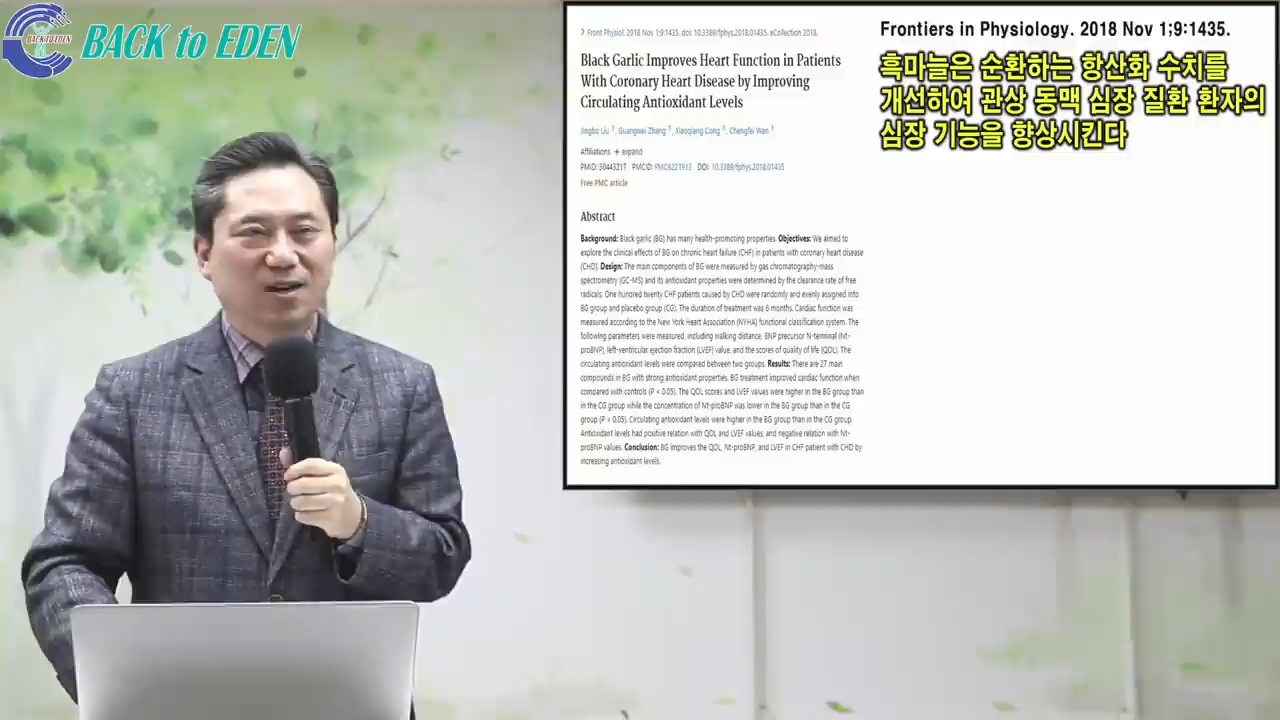 BACK to EDEN
BACK TO EDEN
> Front Physiol. 2018 Nov 1:9:1435. doi: 10.3389/fphys.2018.01435. eCollection 2018.
Black Garlic Improves Heart Function in Patients
With Coronary Heart Disease by Improving
Circulating Antioxidant Levels
Jingbo Liu 1, Guangwei Zhang 1, Xiaoqiang Cong 1, Chengfei Wen 1
Affiliations + expand
PMID: 30443217 PMCID: PMC6221913 DOI: 10.3389/fphys.2018.01435
Free PMC article
Abstract
Background: Black garlic (BG) has many health-promoting properties. Objectives: We aimed to
explore the clinical effects of BG on chronic heart failure (CHF) in patients with coronary heart disease
(CHD). Design: The main components of BG were measured by gas chromatography-mass
spectrometry (GC-MS) and its antioxidant properties were determined by the clearance rate of free
radicals. One hundred twenty CHF patients caused by CHD were randomly and evenly assigned into
BG group and placebo group (CG). The duration of treatment was 6 months. Cardiac function was
measured according to the New York Heart Association (NYHA) functional classification system. The
following parameters were measured, including walking distance, BNP precursor N-terminal (Nt-
proBNP), left-ventricular ejection fraction (LVEF) value, and the scores of quality of life (QOL). The
circulating antioxidant levels were compared between two groups. Results: There are 27 main
compounds in BG with strong antioxidant properties. BG treatment improved cardiac function when
compared with controls (P < 0.05). The QOL scores and LVEF values were higher in the BG group than
in the CG group while the concentration of Nt-proBNP was lower in the BG group than in the CG
group (P < 0.05). Circulating antioxidant levels were higher in the BG group than in the CG group.
Antioxidant levels had positive relation with QOL and LVEF values, and negative relation with Nt-
proBNP values. Conclusion: BG improves the QOL, Nt-proBNP, and LVEF in CHF patient with CHD by
increasing antioxidant levels.
Frontiers in Physiology. 2018 Nov 1;9:1435.
흑마늘은 순환하는 항산화 수치를
개선하여 관상 동맥 심장 질환 환자의
심장 기능을 향상시킨다